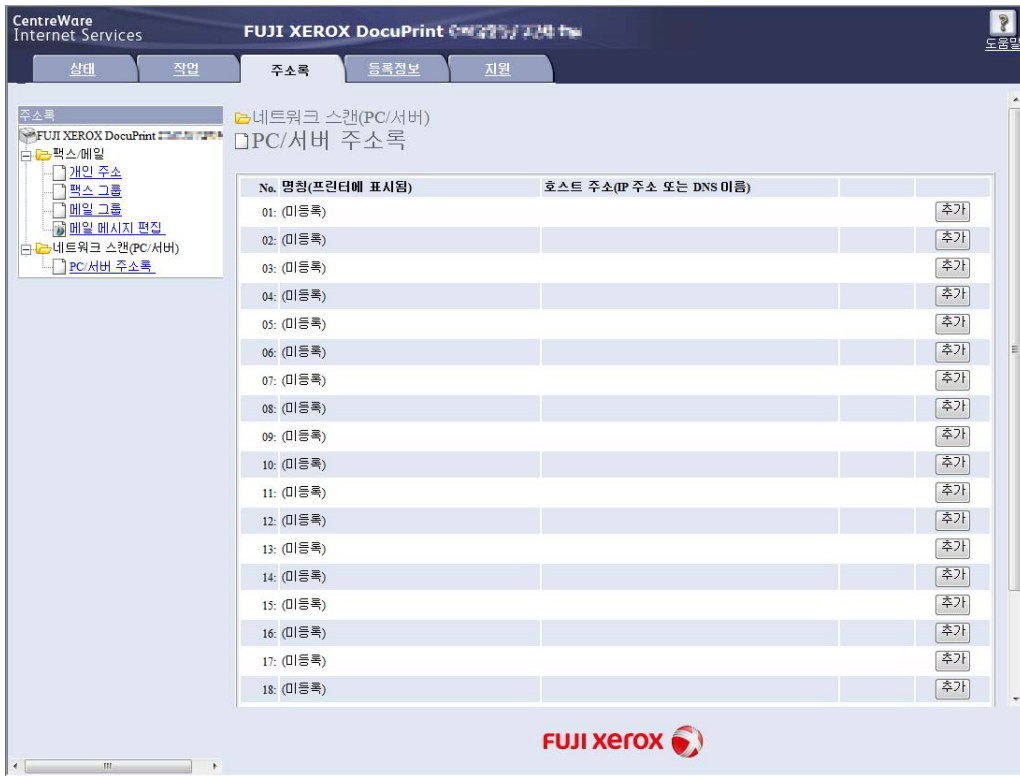 CentreWare
Internet Services
FUJI XEROX DocuPrint
도움말
상태
작업
주소록
등록정보
지원
주소록
FUJI XEROX DocuPrint
팩스/메일
개인 주소
팩스 그룹
메일 그룹
메일 메시지 편집
네트워크 스캔(PC/서버)
PC/서버 주소록
네트워크 스캔(PC/서버)
PC/서버 주소록
No. 명칭(프린터에 표시됨) 호스트 주소(IP 주소 또는 DNS 이름)
01: (미등록) 추가
02: (미등록) 추가
03: (미등록) 추가
04: (미등록) 추가
05: (미등록) 추가
06: (미등록) 추가
07: (미등록) 추가
08: (미등록) 추가
09: (미등록) 추가
10: (미등록) 추가
11: (미등록) 추가
12: (미등록) 추가
13: (미등록) 추가
14: (미등록) 추가
15: (미등록) 추가
16: (미등록) 추가
17: (미등록) 추가
18: (미등록) 추가
FUJI xerox